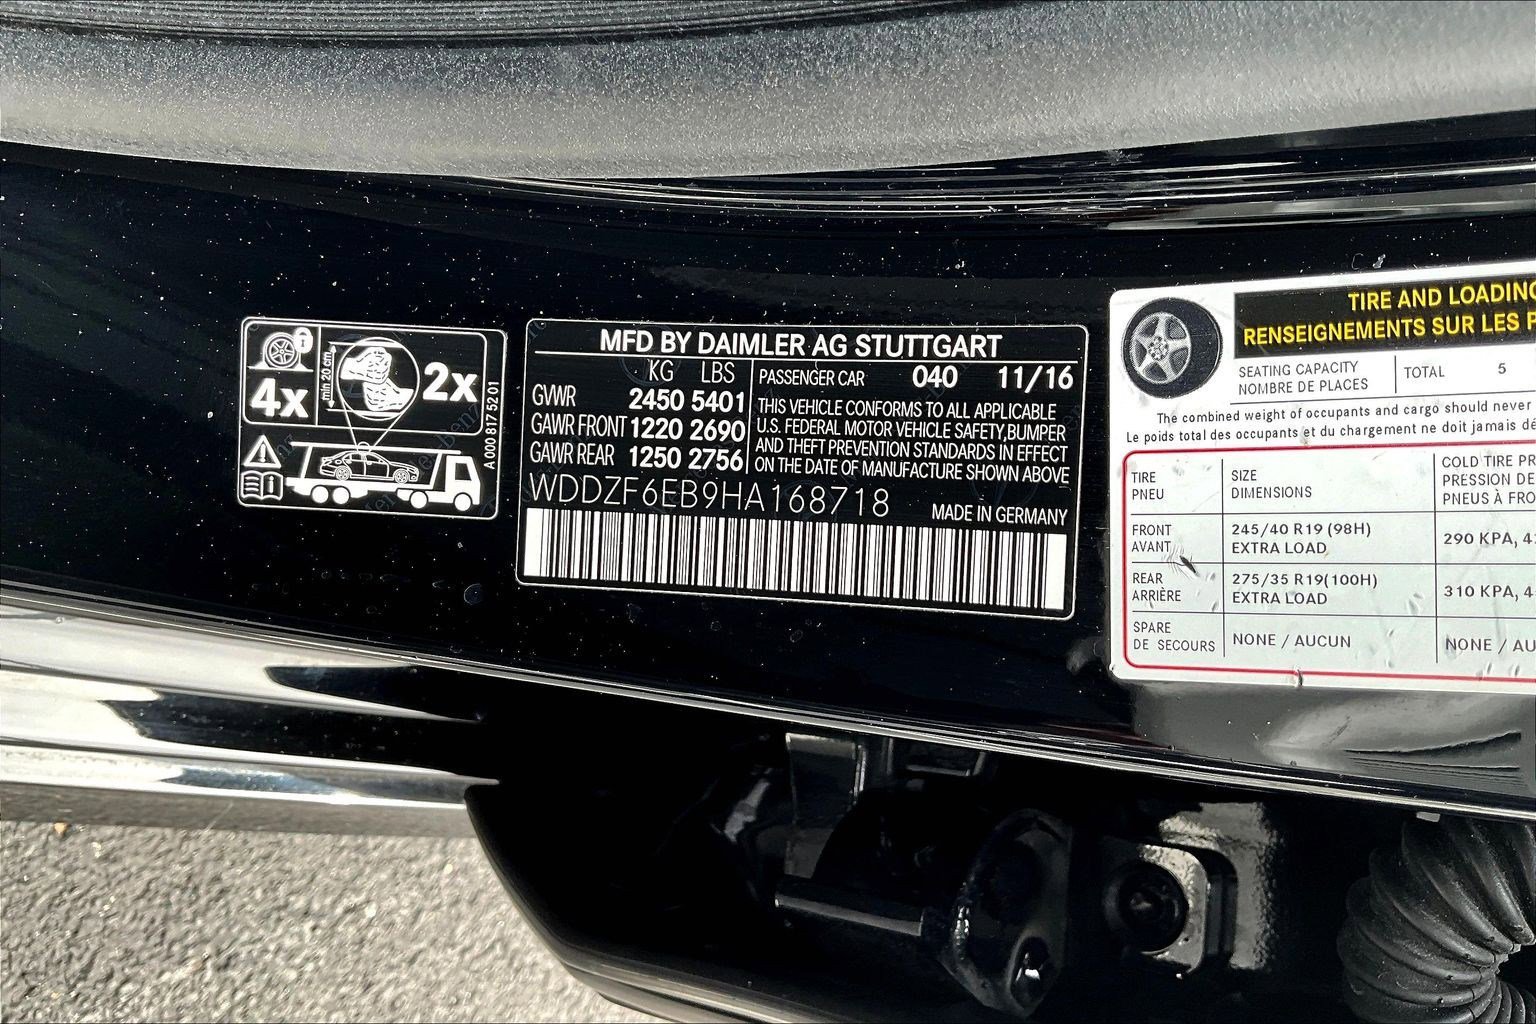 4x
min 20 cm
2x
A 000 817 52 01
MFD BY DAIMLER AG STUTTGART
KG LBS
GVWR 2450 5401
GAWR FRONT 1220 2690
GAWR REAR 1250 2756
PASSENGER CAR 040 11/16
THIS VEHICLE CONFORMS TO ALL APPLICABLE
U.S. FEDERAL MOTOR VEHICLE SAFETY,BUMPER
AND THEFT PREVENTION STANDARDS IN EFFECT
ON THE DATE OF MANUFACTURE SHOWN ABOVE
WDDZF6EB9HA168718
MADE IN GERMANY
TIRE AND LOADING
RENSEIGNEMENTS SUR LES P
SEATING CAPACITY
NOMBRE DE PLACES
TOTAL 5
The combined weight of occupants and cargo should never
Le poids total des occupants et du chargement ne doit jamais dé
TIRE
PNEU
SIZE
DIMENSIONS
COLD TIRE PR
PRESSION DE
PNEUS À FRO
FRONT
AVANT
245/40 R19 (98H)
EXTRA LOAD
290 KPA, 4
REAR
ARRIÈRE
275/35 R19(100H)
EXTRA LOAD
310 KPA, 4
SPARE
DE SECOURS
NONE / AUCUN
NONE / AU